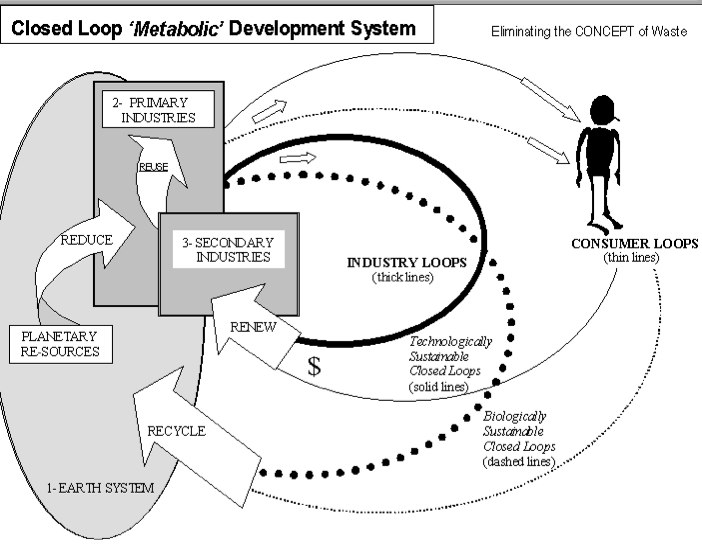 Closed Loop 'Metabolic' Development System
Eliminating the CONCEPT of Waste
2- PRIMARY
INDUSTRIES
REUSE
REDUCE
3- SECONDARY
INDUSTRIES
CONSUMER LOOPS
(thin lines)
INDUSTRY LOOPS
(thick lines)
PLANETARY
RE-SOURCES
RENEW
$
Technologically
Sustainable
Closed Loops
(solid lines)
Biologically
Sustainable
Closed Loops
(dashed lines)
RECYCLE
1- EARTH SYSTEM